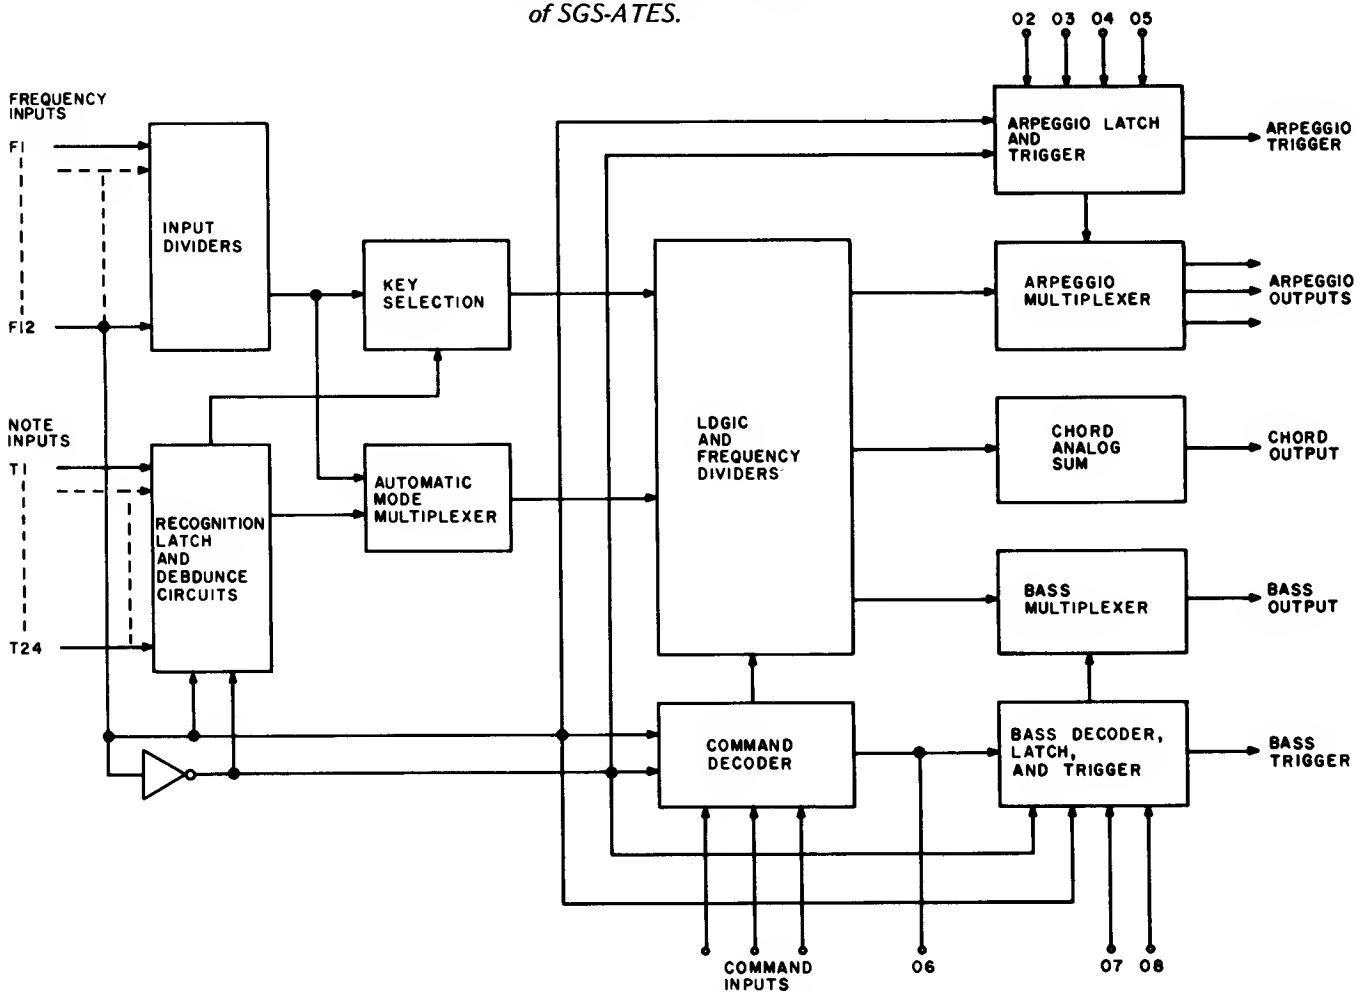 of SGS-ATES.
02 03 04 05
FREQUENCY
INPUTS
F1
F12
INPUT
DIVIDERS
KEY
SELECTION
ARPEGGIO LATCH
AND
TRIGGER
ARPEGGIO
TRIGGER
ARPEGGIO
MULTIPLEXER
ARPEGGIO
OUTPUTS
NOTE
INPUTS
T1
T24
RECOGNITION
LATCH
AND
DEBDUNCE
CIRCUITS
AUTOMATIC
MODE
MULTIPLEXER
LDGIC
AND
FREQUENCY
DIVIDERS
CHORD
ANALOG
SUM
CHORD
OUTPUT
BASS
MULTIPLEXER
BASS
OUTPUT
COMMAND
DECODER
BASS DECODER,
LATCH,
AND TRIGGER
BASS
TRIGGER
COMMAND
INPUTS
06
07 08